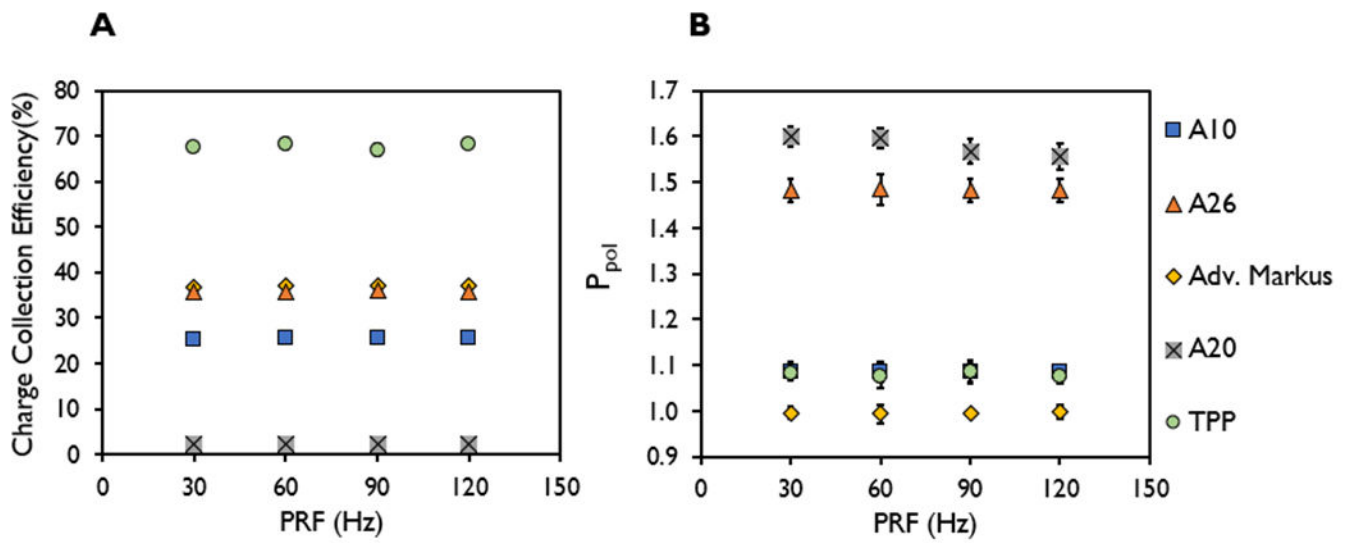 A
B
Charge Collection Efficiency(%)
80
70
60
50
40
30
20
10
0
0 30 60 90 120 150
PRF (Hz)
Ppol
1.7
1.6
1.5
1.4
1.3
1.2
1.1
1.0
0.9
0 30 60 90 120 150
PRF (Hz)
A10
A26
Adv. Markus
A20
TPP